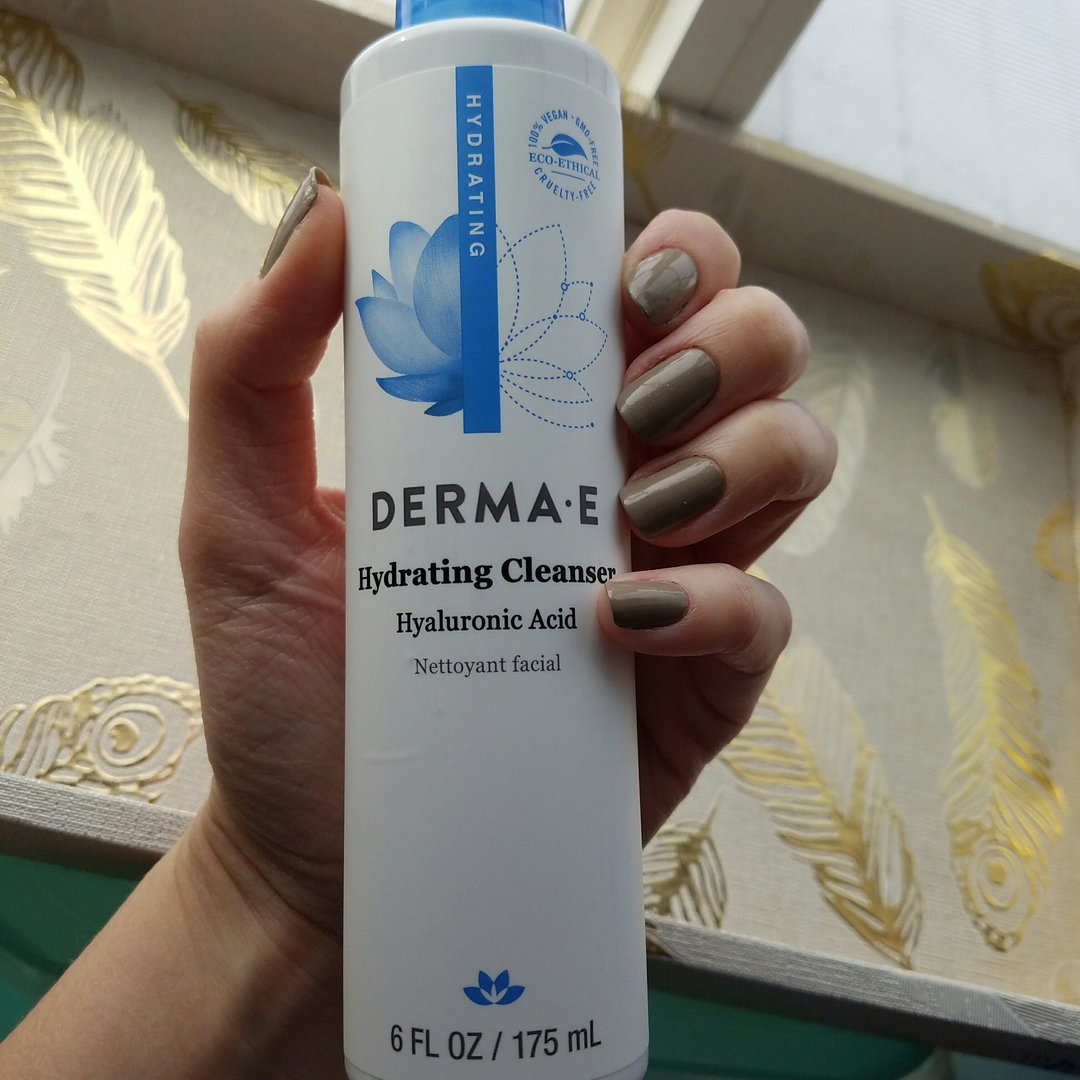 HYDRATING
100% VEGAN · GMO-FREE
ECO-ETHICAL
CRUELTY-FREE
DERMA·E
Hydrating Cleanser
Hyaluronic Acid
Nettoyant facial
6 FL OZ / 175 mL